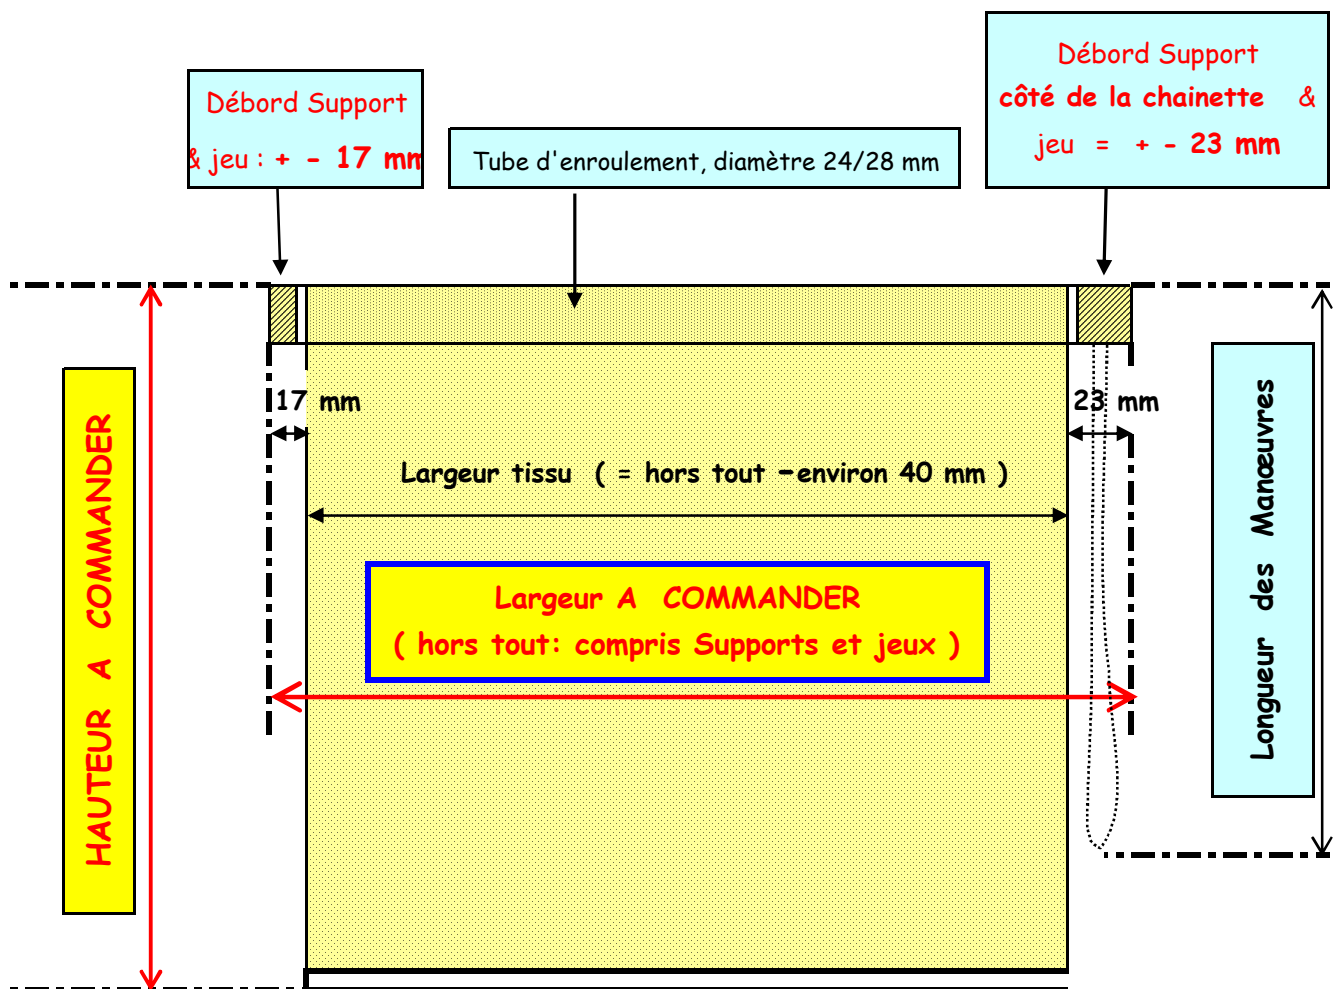 Débord Support
& jeu : + - 17 mm
Tube d'enroulement, diamètre 24/28 mm
Débord Support
côté de la chainette &
jeu = + - 23 mm
HAUTEUR A COMMANDER
17 mm
23 mm
Largeur tissu ( = hors tout -environ 40 mm )
Largeur A COMMANDER
( hors tout: compris Supports et jeux )
Longueur des Manœuvres